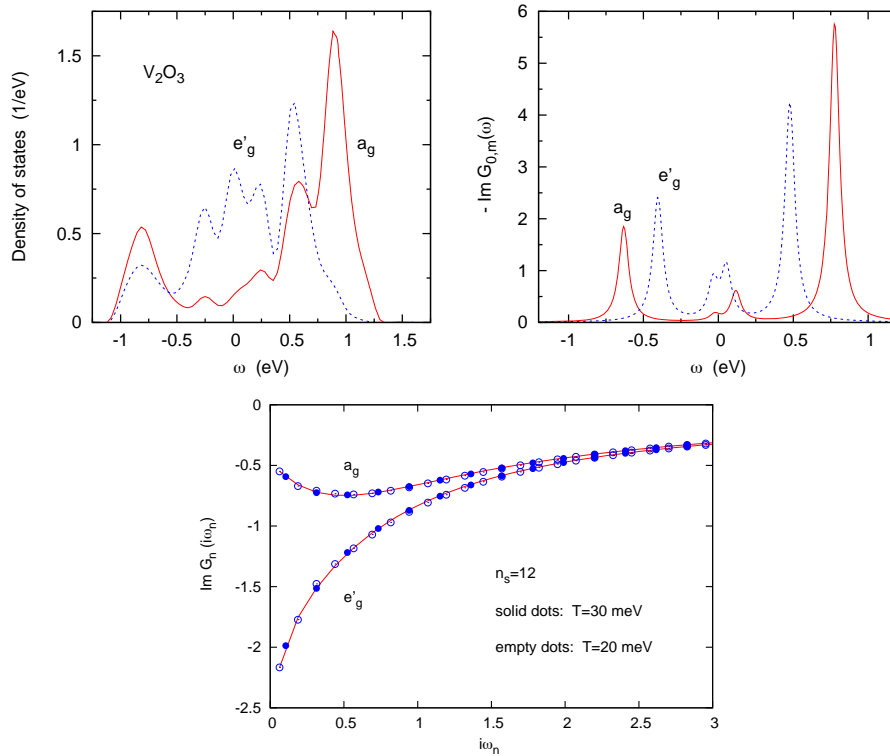 Density of states (1/eV)
1.5
1
0.5
0
V₂O₃
e'g
ag
-1
-0.5
0
0.5
1
1.5
ω (eV)
- Im G₀,ₘ(ω)
6
5
4
3
2
1
0
ag
e'g
-1
-0.5
0
0.5
1
ω (eV)
Im Gₙ (iωₙ)
0
-0.5
-1
-1.5
-2
-2.5
ag
e'g
nₛ=12
solid dots: T=30 meV
empty dots: T=20 meV
0
0.5
1
1.5
2
2.5
3
iωₙ